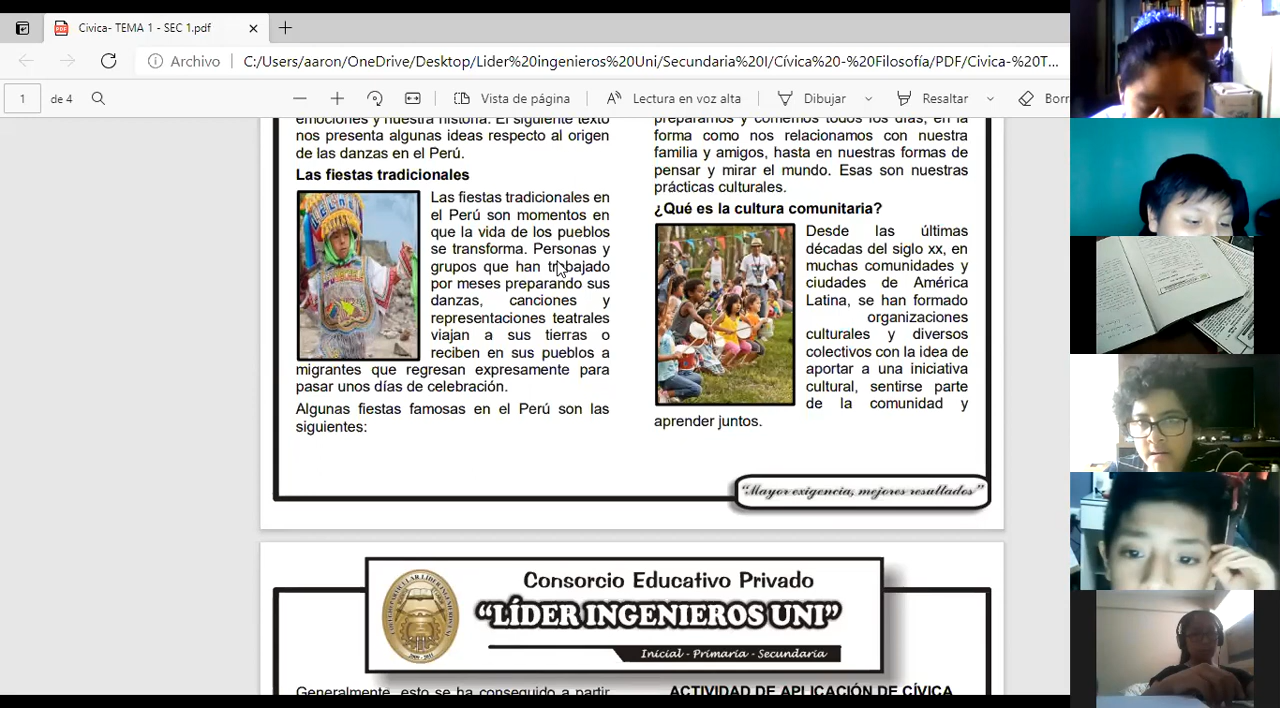 Civica- TEMA 1 - SEC 1.pdf
Archivo
C:/Users/aaron/OneDrive/Desktop/Lider%20ingenieros%20Uni/Secundaria%20I/Cívica%20-%20Filosofía/PDF/Civica-%20T...
1
de 4
Vista de página
Lectura en voz alta
Dibujar
Resaltar
Borr
emociones y nuestra historia. El siguiente texto
nos presenta algunas ideas respecto al origen
de las danzas en el Perú.
Las fiestas tradicionales
Las fiestas tradicionales en
el Perú son momentos en
que la vida de los pueblos
se transforma. Personas y
grupos que han trabajado
por meses preparando sus
danzas, canciones y
representaciones teatrales
viajan a sus tierras o
reciben en sus pueblos a
migrantes que regresan expresamente para
pasar unos días de celebración.
Algunas fiestas famosas en el Perú son las
siguientes:
preparamos y comemos todos los días, en la
forma como nos relacionamos con nuestra
familia y amigos, hasta en nuestras formas de
pensar y mirar el mundo. Esas son nuestras
prácticas culturales.
¿Qué es la cultura comunitaria?
Desde las últimas
décadas del siglo xx, en
muchas comunidades y
ciudades de América
Latina, se han formado
organizaciones
culturales y diversos
colectivos con la idea de
aportar a una iniciativa
cultural, sentirse parte
de la comunidad y
aprender juntos.
"Mayor exigencia, mejores resultados"
Consorcio Educativo Privado
"LÍDER INGENIEROS UNI"
Inicial - Primaria - Secundaria
Generalmente, esto se ha conseguido a partir
ACTIVIDAD DE APLICACIÓN DE CÍVICA